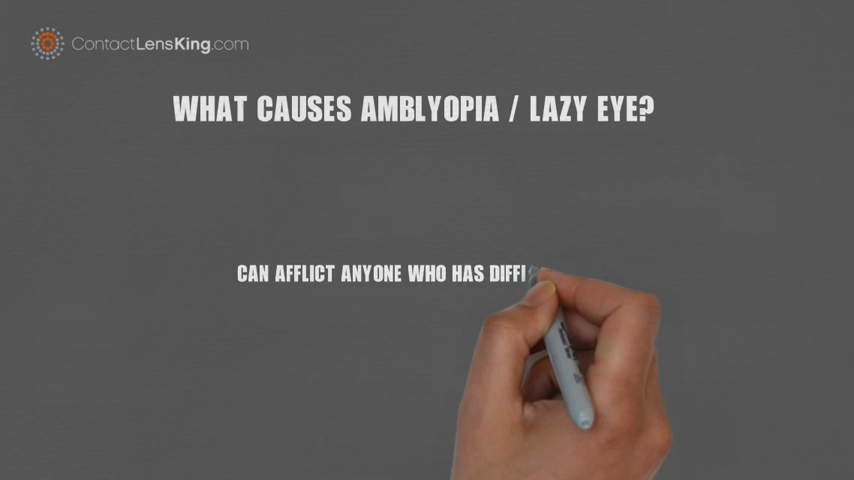 ContactLensKing.com
WHAT CAUSES AMBLYOPIA / LAZY EYE?
CAN AFFLICT ANYONE WHO HAS DIFFI